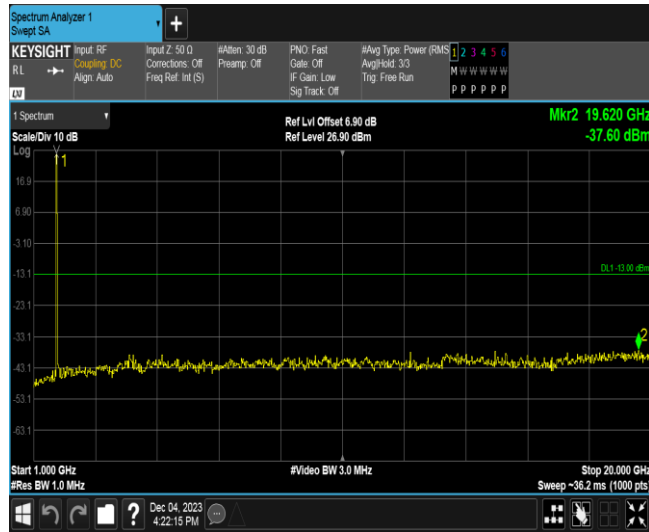 Spectrum Analyzer 1
Swept SA
+
KEYSIGHT Input: RF Input Z: 50 Ω #Atten: 30 dB PNO: Fast #Avg Type: Power (RMS 1 2 3 4 5 6
RL Coupling: DC Corrections: Off Preamp: Off Gate: Off Avg|Hold: 3/3 M W W W W W
Align: Auto Freq Ref: Int (S) IF Gain: Low Trig: Free Run
LXI Sig Track: Off P P P P P P
1 Spectrum Ref Lvl Offset 6.90 dB Mkr2 19.620 GHz
Scale/Div 10 dB Ref Level 26.90 dBm -37.60 dBm
Log
1
16.9
6.90
-3.10
-13.1
DL1 -13.00 dBm
-23.1
-33.1
2
-43.1
-53.1
-63.1
Start 1.000 GHz #Video BW 3.0 MHz Stop 20.000 GHz
#Res BW 1.0 MHz Sweep ~36.2 ms (1000 pts)
? Dec 04, 2023
4:22:15 PM